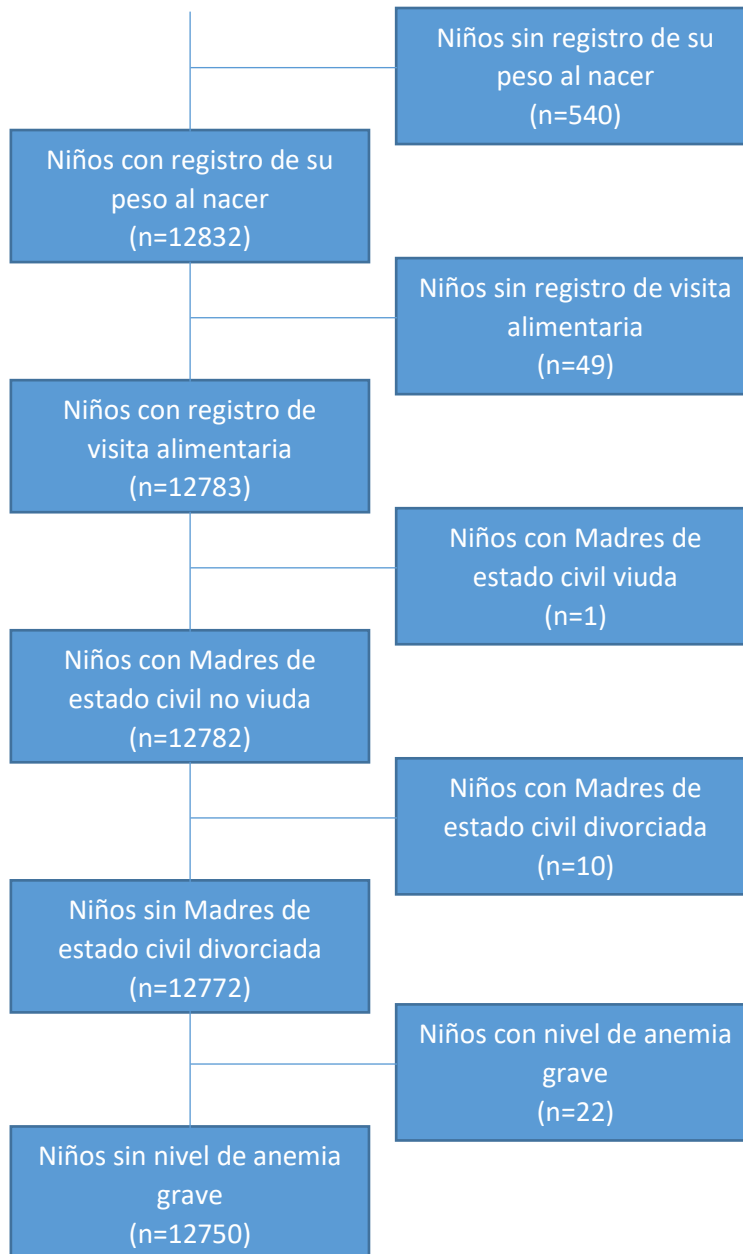 Niños sin registro de su
peso al nacer
(n=540)
Niños con registro de su
peso al nacer
(n=12832)
Niños sin registro de visita
alimentaria
(n=49)
Niños con registro de
visita alimentaria
(n=12783)
Niños con Madres de
estado civil viuda
(n=1)
Niños con Madres de
estado civil no viuda
(n=12782)
Niños con Madres de
estado civil divorciada
(n=10)
Niños sin Madres de
estado civil divorciada
(n=12772)
Niños con nivel de anemia
grave
(n=22)
Niños sin nivel de anemia
grave
(n=12750)